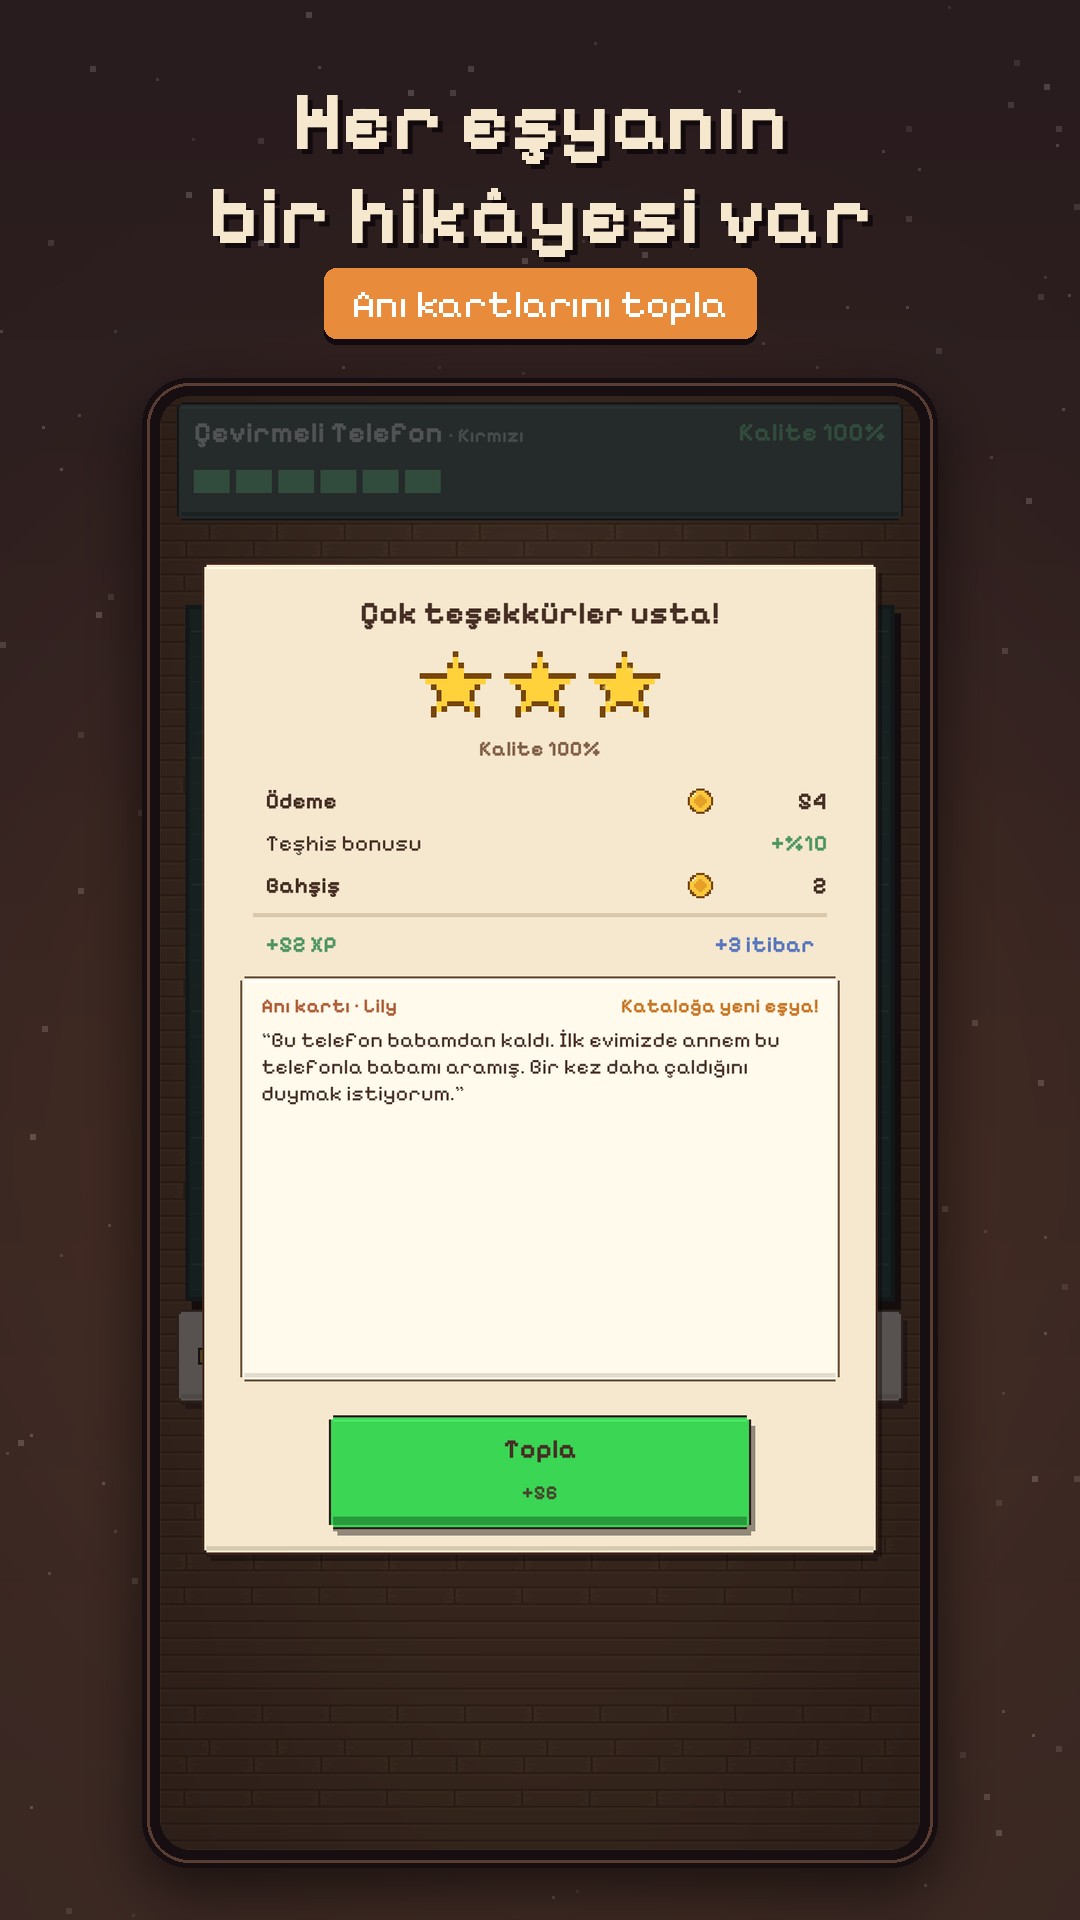 Her eşyanın
bir hikâyesi var
Anı kartlarını topla
Çevirmeli Telefon · Kırmızı
Kalite 100%
Çok teşekkürler usta!
Kalite 100%
Ödeme 84
Teşhis bonusu +%10
Bahşiş 2
+82 XP +3 itibar
Anı kartı · Lily
Kataloğa yeni eşya!
“Bu telefon babamdan kaldı. İlk evimizde annem bu
telefonla babamı aramış. Bir kez daha çaldığını
duymak istiyorum.”
Topla
+86